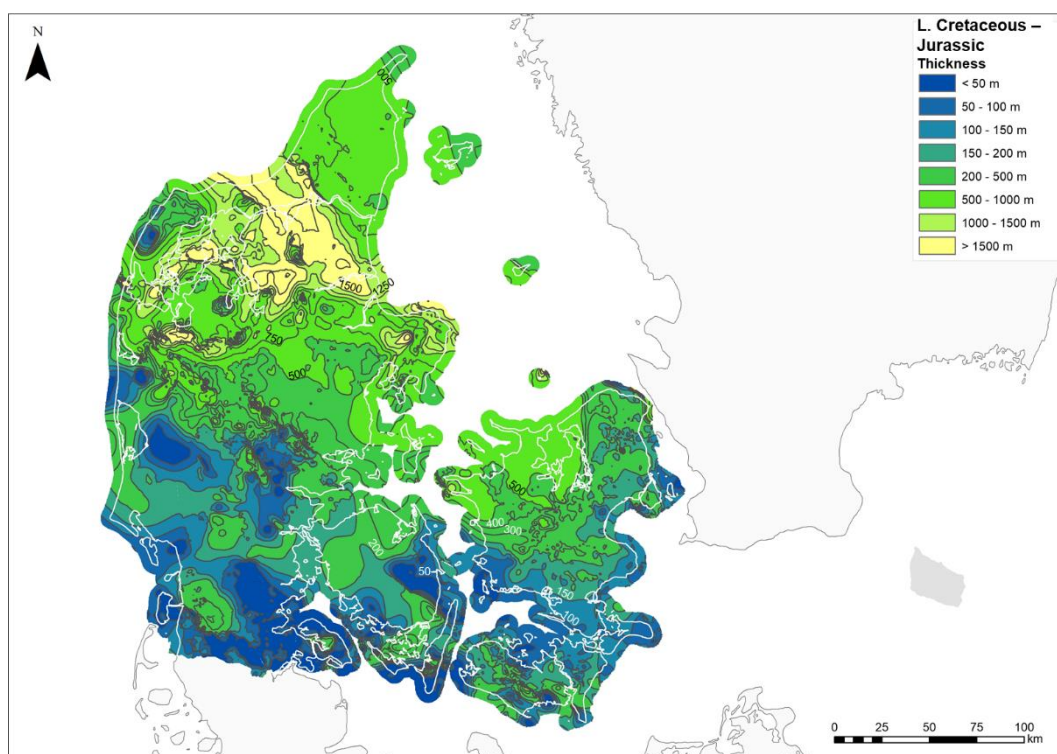 N
L. Cretaceous –
Jurassic
Thickness
< 50 m
50 - 100 m
100 - 150 m
150 - 200 m
200 - 500 m
500 - 1000 m
1000 - 1500 m
> 1500 m
500
1500
1250
750
500
500
400
300
200
50
150
100
0 25 50 75 100
km